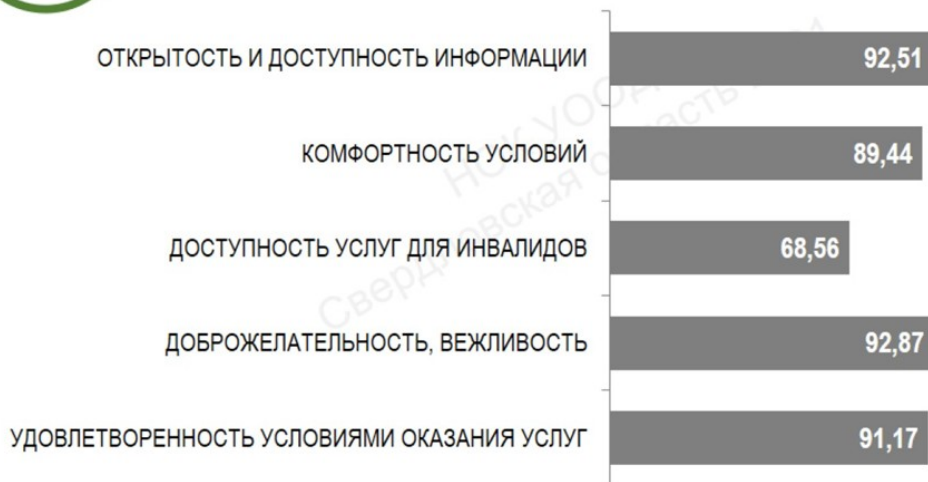 ОТКРЫТОСТЬ И ДОСТУПНОСТЬ ИНФОРМАЦИИ 92,51
КОМФОРТНОСТЬ УСЛОВИЙ 89,44
ДОСТУПНОСТЬ УСЛУГ ДЛЯ ИНВАЛИДОВ 68,56
ДОБРОЖЕЛАТЕЛЬНОСТЬ, ВЕЖЛИВОСТЬ 92,87
УДОВЛЕТВОРЕННОСТЬ УСЛОВИЯМИ ОКАЗАНИЯ УСЛУГ 91,17